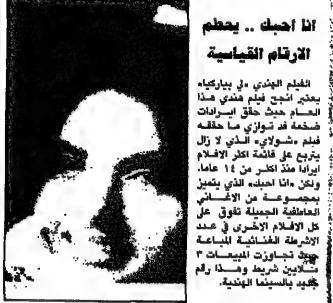 انا احبك .. يحطم
الارقام القياسية
الفيلم الهندي «ني بياركيا»
يعتبر انجح فيلم هندي هذا
العام حيث حقق ايرادات
ضخمة قد توازي ما حققه
فيلم «شولاي» الذي لا زال
يتربع على قائمة اكثر الافلام
ايرادا منذ اكثر من ١٤ عاما.
ولكن «انا احبك» الذي يتميز
بمجموعة من الاغاني
العاطفية الجميلة تفوق على
كل الافلام الاخرى في عدد
الاشرطة الغنائية المباعة
حيث تجاوزت المبيعات ٣
ملايين شريط وهذا رقم
جديد بالسينما الهندية.